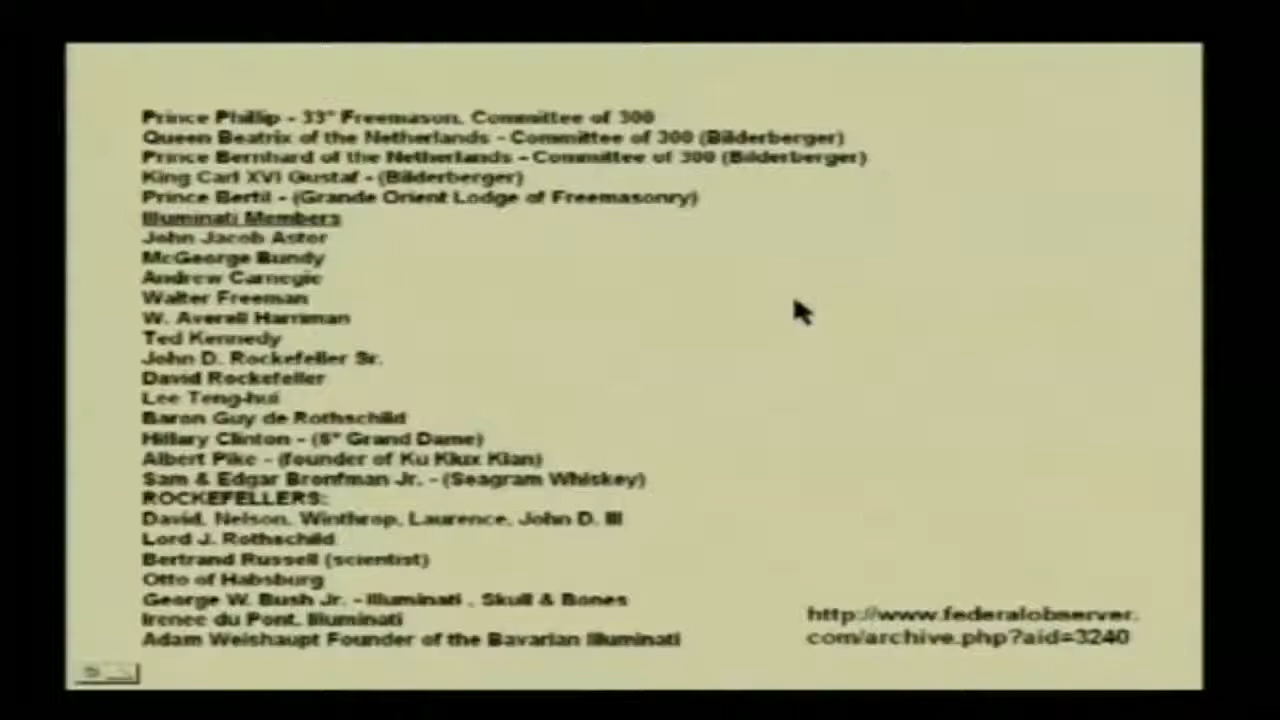 Prince Phillip - 33° Freemason, Committee of 300
Queen Beatrix of the Netherlands - Committee of 300 (Bilderberger)
Prince Bernhard of the Netherlands - Committee of 300 (Bilderberger)
King Carl XVI Gustaf - (Bilderberger)
Prince Bertil - (Grande Orient Lodge of Freemasonry)
Illuminati Members
John Jacob Astor
McGeorge Bundy
Andrew Carnegie
Walter Freeman
W. Averell Harriman
Ted Kennedy
John D. Rockefeller Sr.
David Rockefeller
Lee Teng-hui
Baron Guy de Rothschild
Hillary Clinton - (6° Grand Dame)
Albert Pike - (founder of Ku Klux Klan)
Sam & Edgar Bronfman Jr. - (Seagram Whiskey)
ROCKEFELLERS:
David, Nelson, Winthrop, Laurence, John D. III
Lord J. Rothschild
Bertrand Russell (scientist)
Otto of Habsburg
George W. Bush Jr. - Illuminati , Skull & Bones
Irenee du Pont, Illuminati
Adam Weishaupt Founder of the Bavarian Illuminati
http://www.federalobserver.
com/archive.php?aid=3240